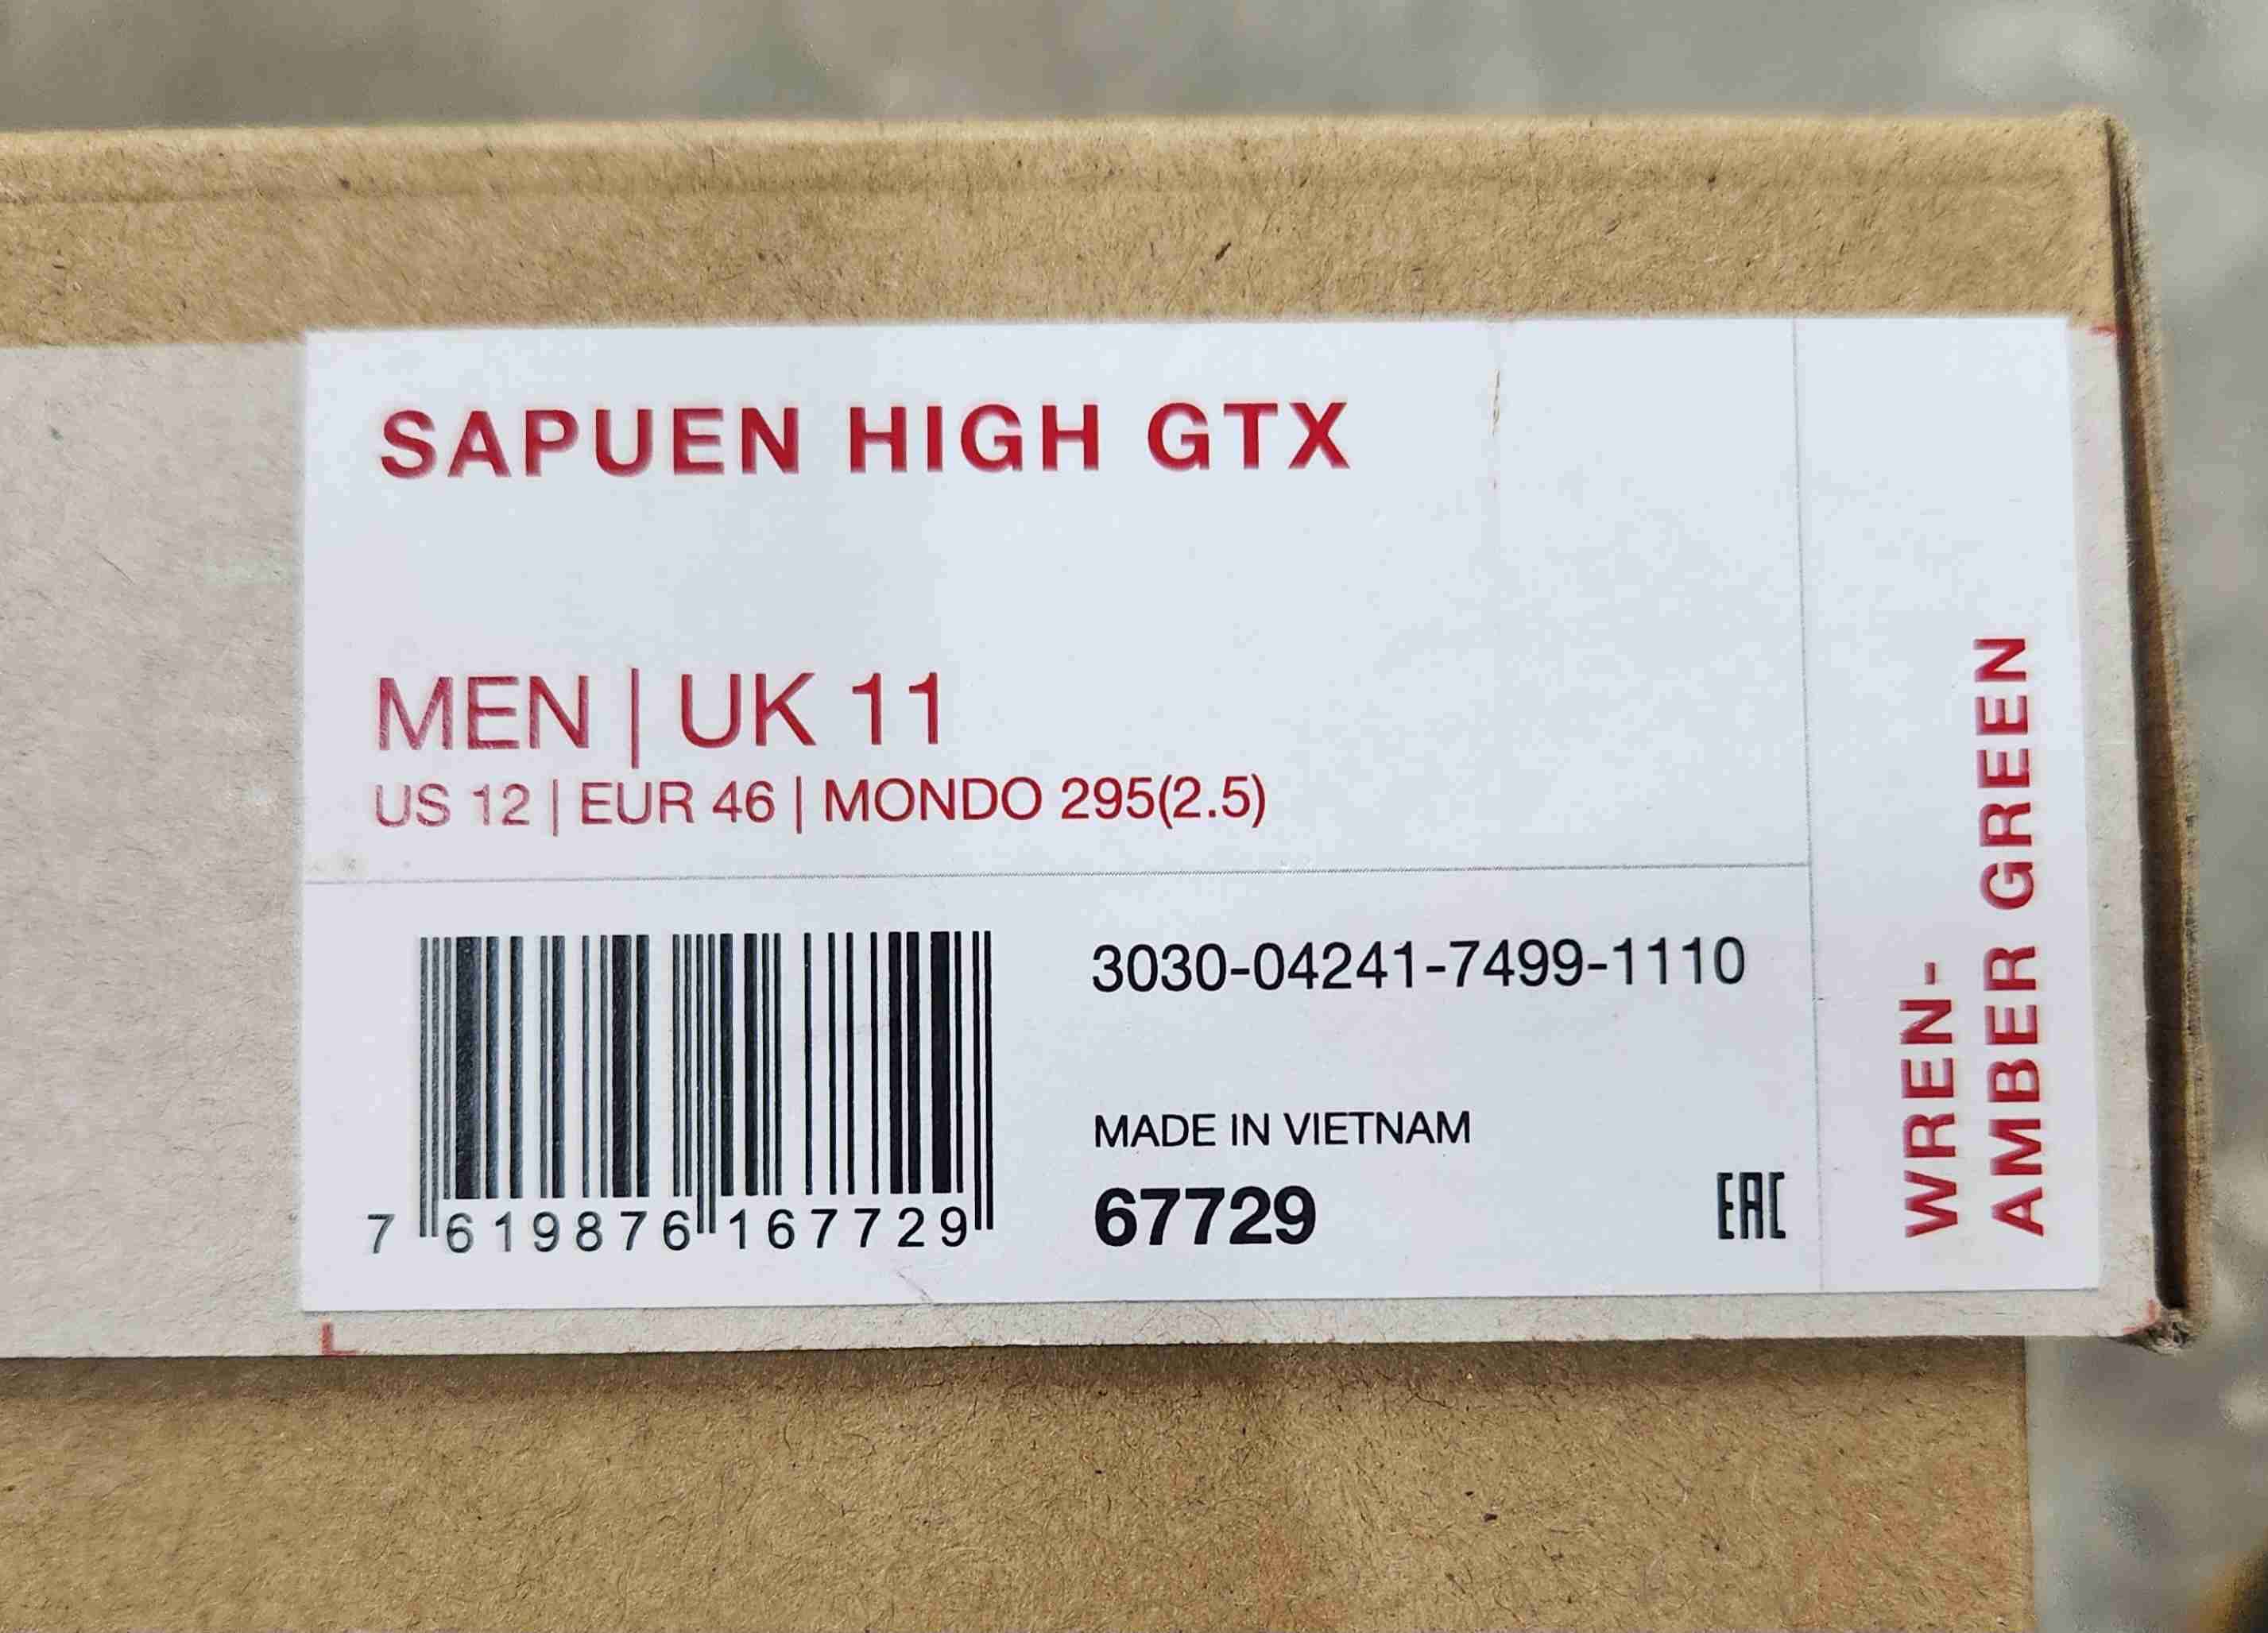 SAPUEN HIGH GTX
MEN | UK 11
US 12 | EUR 46 | MONDO 295(2.5)
3030-04241-7499-1110
MADE IN VIETNAM
67729
7 619876 167729
EAC
WREN-
AMBER GREEN